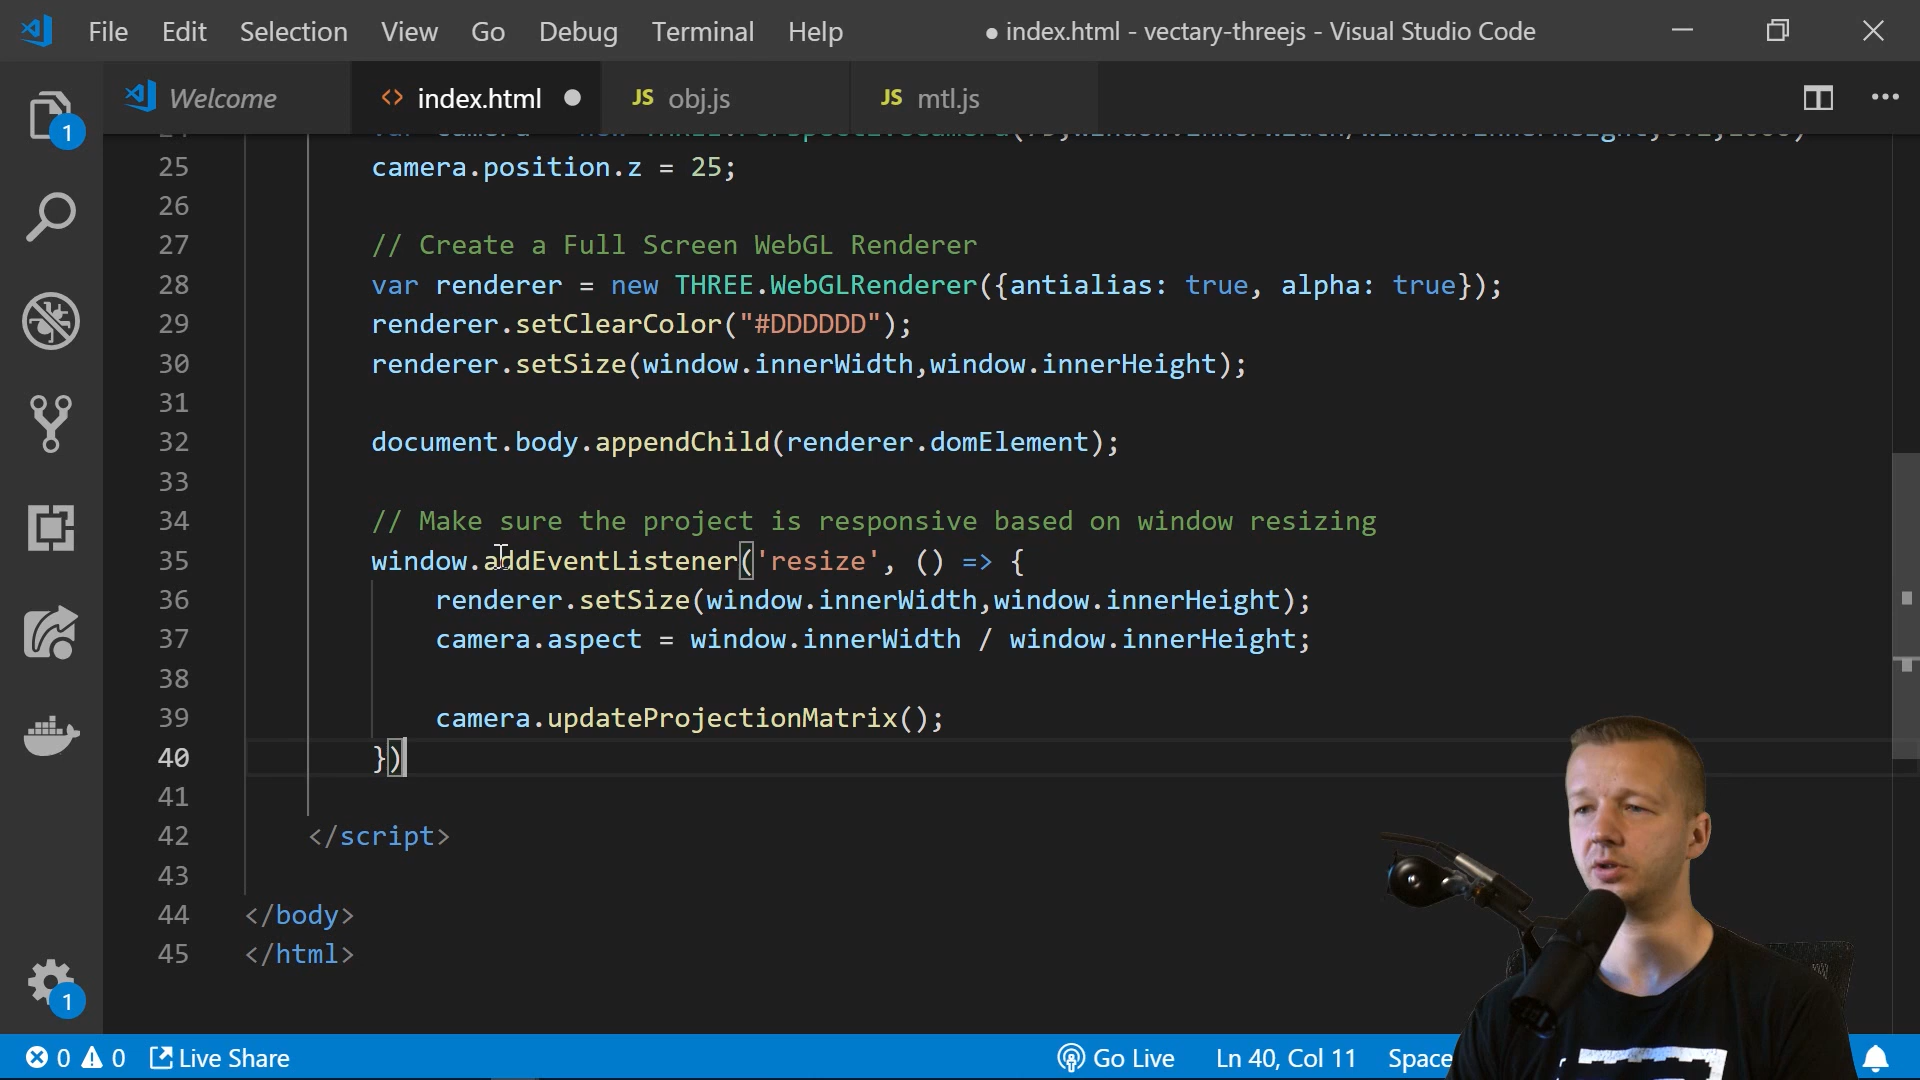 File Edit Selection View Go Debug Terminal Help ● index.html - vectary-threejs - Visual Studio Code
Welcome <> index.html ● JS obj.js JS mtl.js
1
25 camera.position.z = 25;
26
27 // Create a Full Screen WebGL Renderer
28 var renderer = new THREE.WebGLRenderer({antialias: true, alpha: true});
29 renderer.setClearColor("#DDDDDD");
30 renderer.setSize(window.innerWidth,window.innerHeight);
31
32 document.body.appendChild(renderer.domElement);
33
34 // Make sure the project is responsive based on window resizing
35 window.addEventListener('resize', () => {
36 renderer.setSize(window.innerWidth,window.innerHeight);
37 camera.aspect = window.innerWidth / window.innerHeight;
38
39 camera.updateProjectionMatrix();
40 })
41
42 </script>
43
44 </body>
45 </html>
1
0 0 Live Share Go Live Ln 40, Col 11 Space